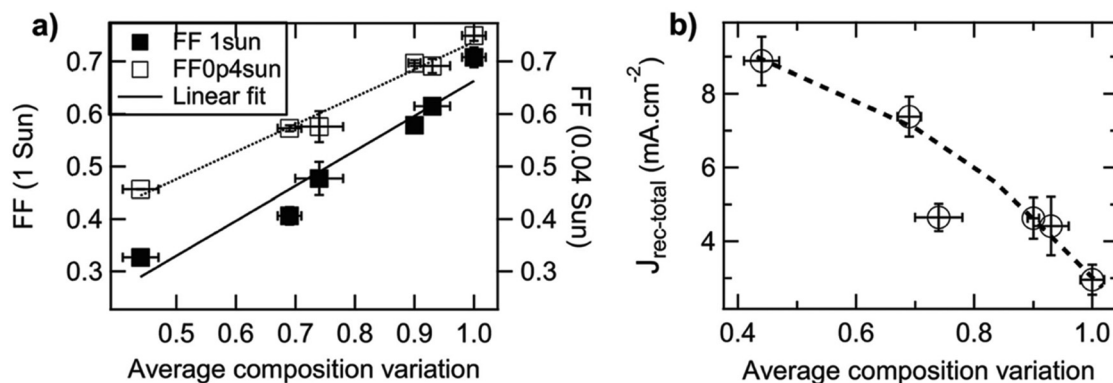 a)
FF 1sun
FF0p4sun
Linear fit
0.7
0.6
0.5
0.4
0.3
FF (1 Sun)
0.7
0.6
0.5
0.4
0.3
FF (0.04 Sun)
0.5 0.6 0.7 0.8 0.9 1.0
Average composition variation
b)
8
6
4
J_rec-total (mA.cm^-2)
0.4 0.6 0.8 1.0
Average composition variation